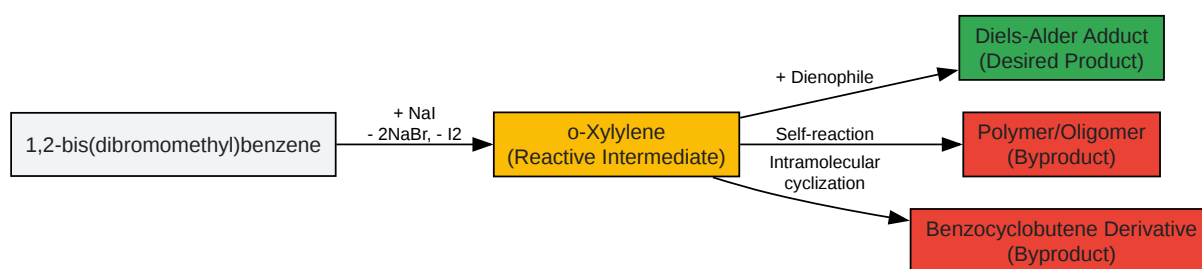 1,2-bis(dibromomethyl)benzene
+ NaI
- 2NaBr, - I2
o-Xylylene
(Reactive Intermediate)
+ Dienophile
Diels-Alder Adduct
(Desired Product)
Self-reaction
Polymer/Oligomer
(Byproduct)
Intramolecular
cyclization
Benzocyclobutene Derivative
(Byproduct)